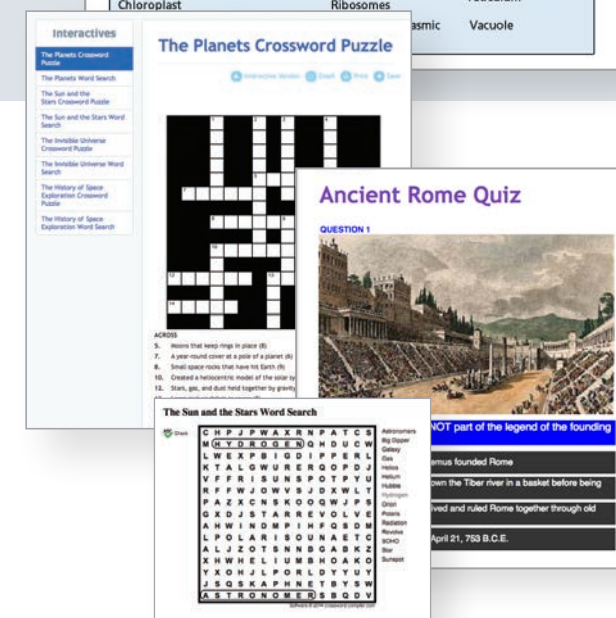 Chloroplast
Ribosomes
asmic
Vacuole
Interactives
The Planets Crossword
Puzzle
The Planets Word Search
The Sun and the
Stars Crossword Puzzle
The Sun and the Stars Word
Search
The Invisible Universe
Crossword Puzzle
The Invisible Universe Word
Search
The History of Space
Exploration Crossword
Puzzle
The History of Space
Exploration Word Search
The Planets Crossword Puzzle
Interactive Version
Email
Print
Save
ACROSS
5. Moons that keep rings in place (8)
7. A year-round cover at a pole of a planet (6)
8. Small space rocks that have hit Earth (9)
10. Created a heliocentric model of the solar sy
12. Stars, gas, and dust held together by gravity
Ancient Rome Quiz
QUESTION 1
NOT part of the legend of the founding
emus founded Rome
own the Tiber river in a basket before being
ived and ruled Rome together through old
April 21, 753 B.C.E.
The Sun and the Stars Word Search
Share
C H P J P W A X R N P A T C S
M H Y D R O G E N Q H D U C W
L W E X P B I G D I P P E R L
K T A L G W U R E R Q O P D J
V F F R I S U N S P O T P Y U
R F F W J O W V S J D X W L T
P A Z X C N S K O O Q W J P S
G X D J S T A R R E V O L V E
A H W I N D M P I H F Q S D M
L P O L A R I S O U N A E T C
A L J Z O T S N N B G A B K Z
X H W H E L I U M B H O A K O
Y X O H J L P O R L D Y Y U Y
J S Q S K A P H N E T B Y S W
A S T R O N O M E R S B Q D V
Astronomers
Big Dipper
Galaxy
Gas
Helios
Helium
Hubble
Hydrogen
Orion
Polaris
Radiation
Revolve
SOHO
Star
Sunspot